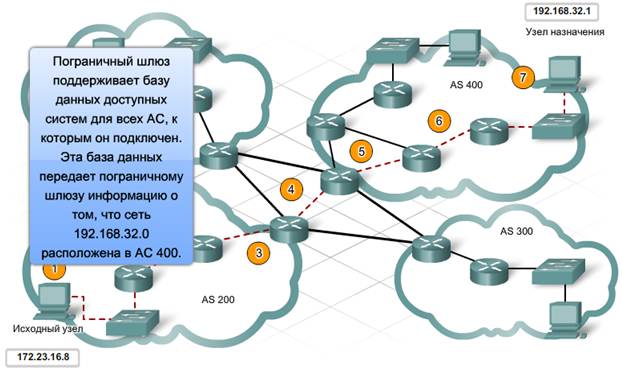 192.168.32.1
Узел назначения
Пограничный шлюз
поддерживает базу
данных доступных
систем для всех АС, к
которым он подключен.
Эта база данных
передает пограничному
шлюзу информацию о
том, что сеть
192.168.32.0
расположена в АС 400.
AS 400
7
6
5
4
3
1
AS 300
AS 200
Исходный узел
172.23.16.8